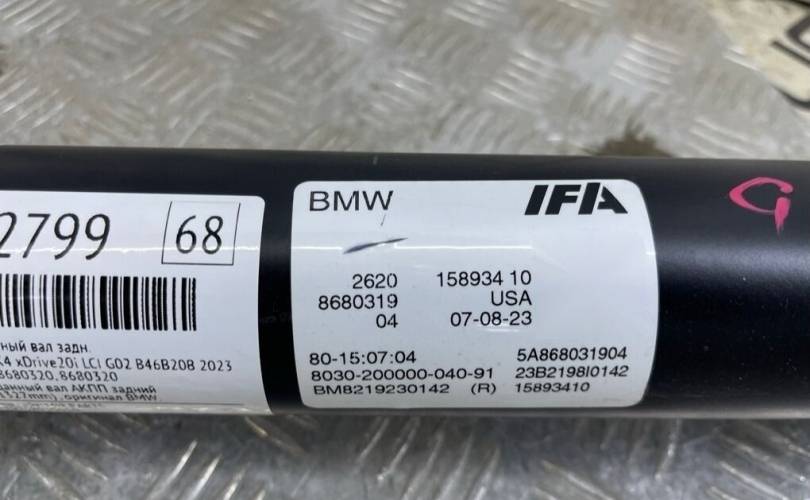 2799 68
ный вал задн.
4 xDrive20i LCI G02 B46B20B 2023
8680320,8680320
анный вал АКПП задний
1327mm), оригинал BMW
BMW IFA
2620 158934 10
8680319 USA
04 07-08-23
80-15:07:04 5A868031904
8030-200000-040-91 23B2198I0142
BM8219230142 (R) 15893410
G